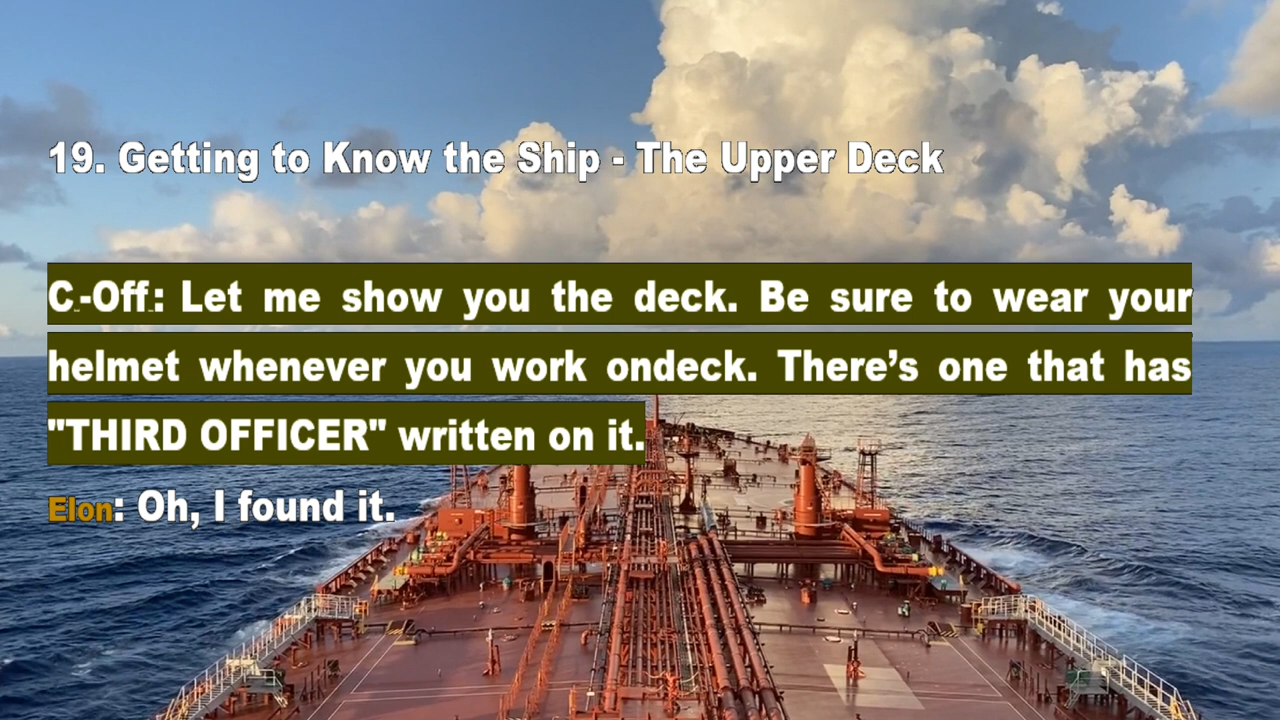 19. Getting to Know the Ship - The Upper Deck
C-Off: Let me show you the deck. Be sure to wear your
helmet whenever you work ondeck. There’s one that has
"THIRD OFFICER" written on it.
Elon: Oh, I found it.